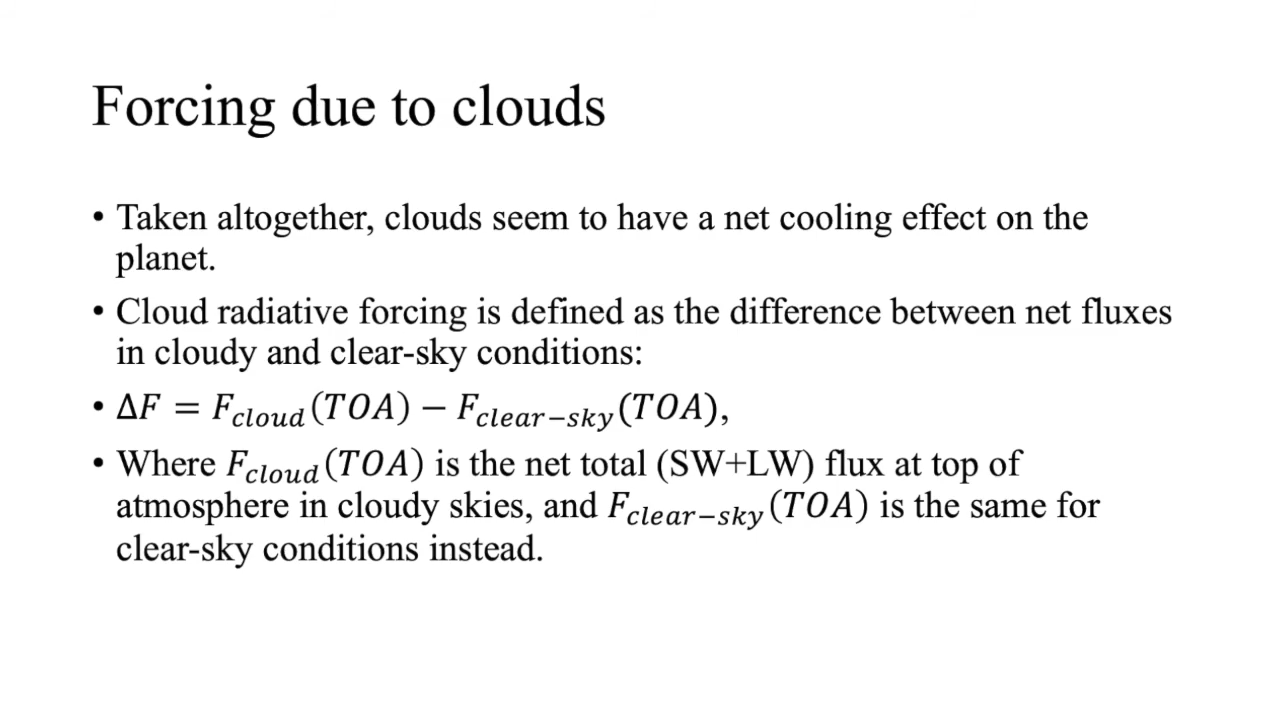 Forcing due to clouds
• Taken altogether, clouds seem to have a net cooling effect on the
planet.
• Cloud radiative forcing is defined as the difference between net fluxes
in cloudy and clear-sky conditions:
• ΔF = F_cloud(TOA) − F_clear−sky(TOA),
• Where F_cloud(TOA) is the net total (SW+LW) flux at top of
atmosphere in cloudy skies, and F_clear−sky(TOA) is the same for
clear-sky conditions instead.